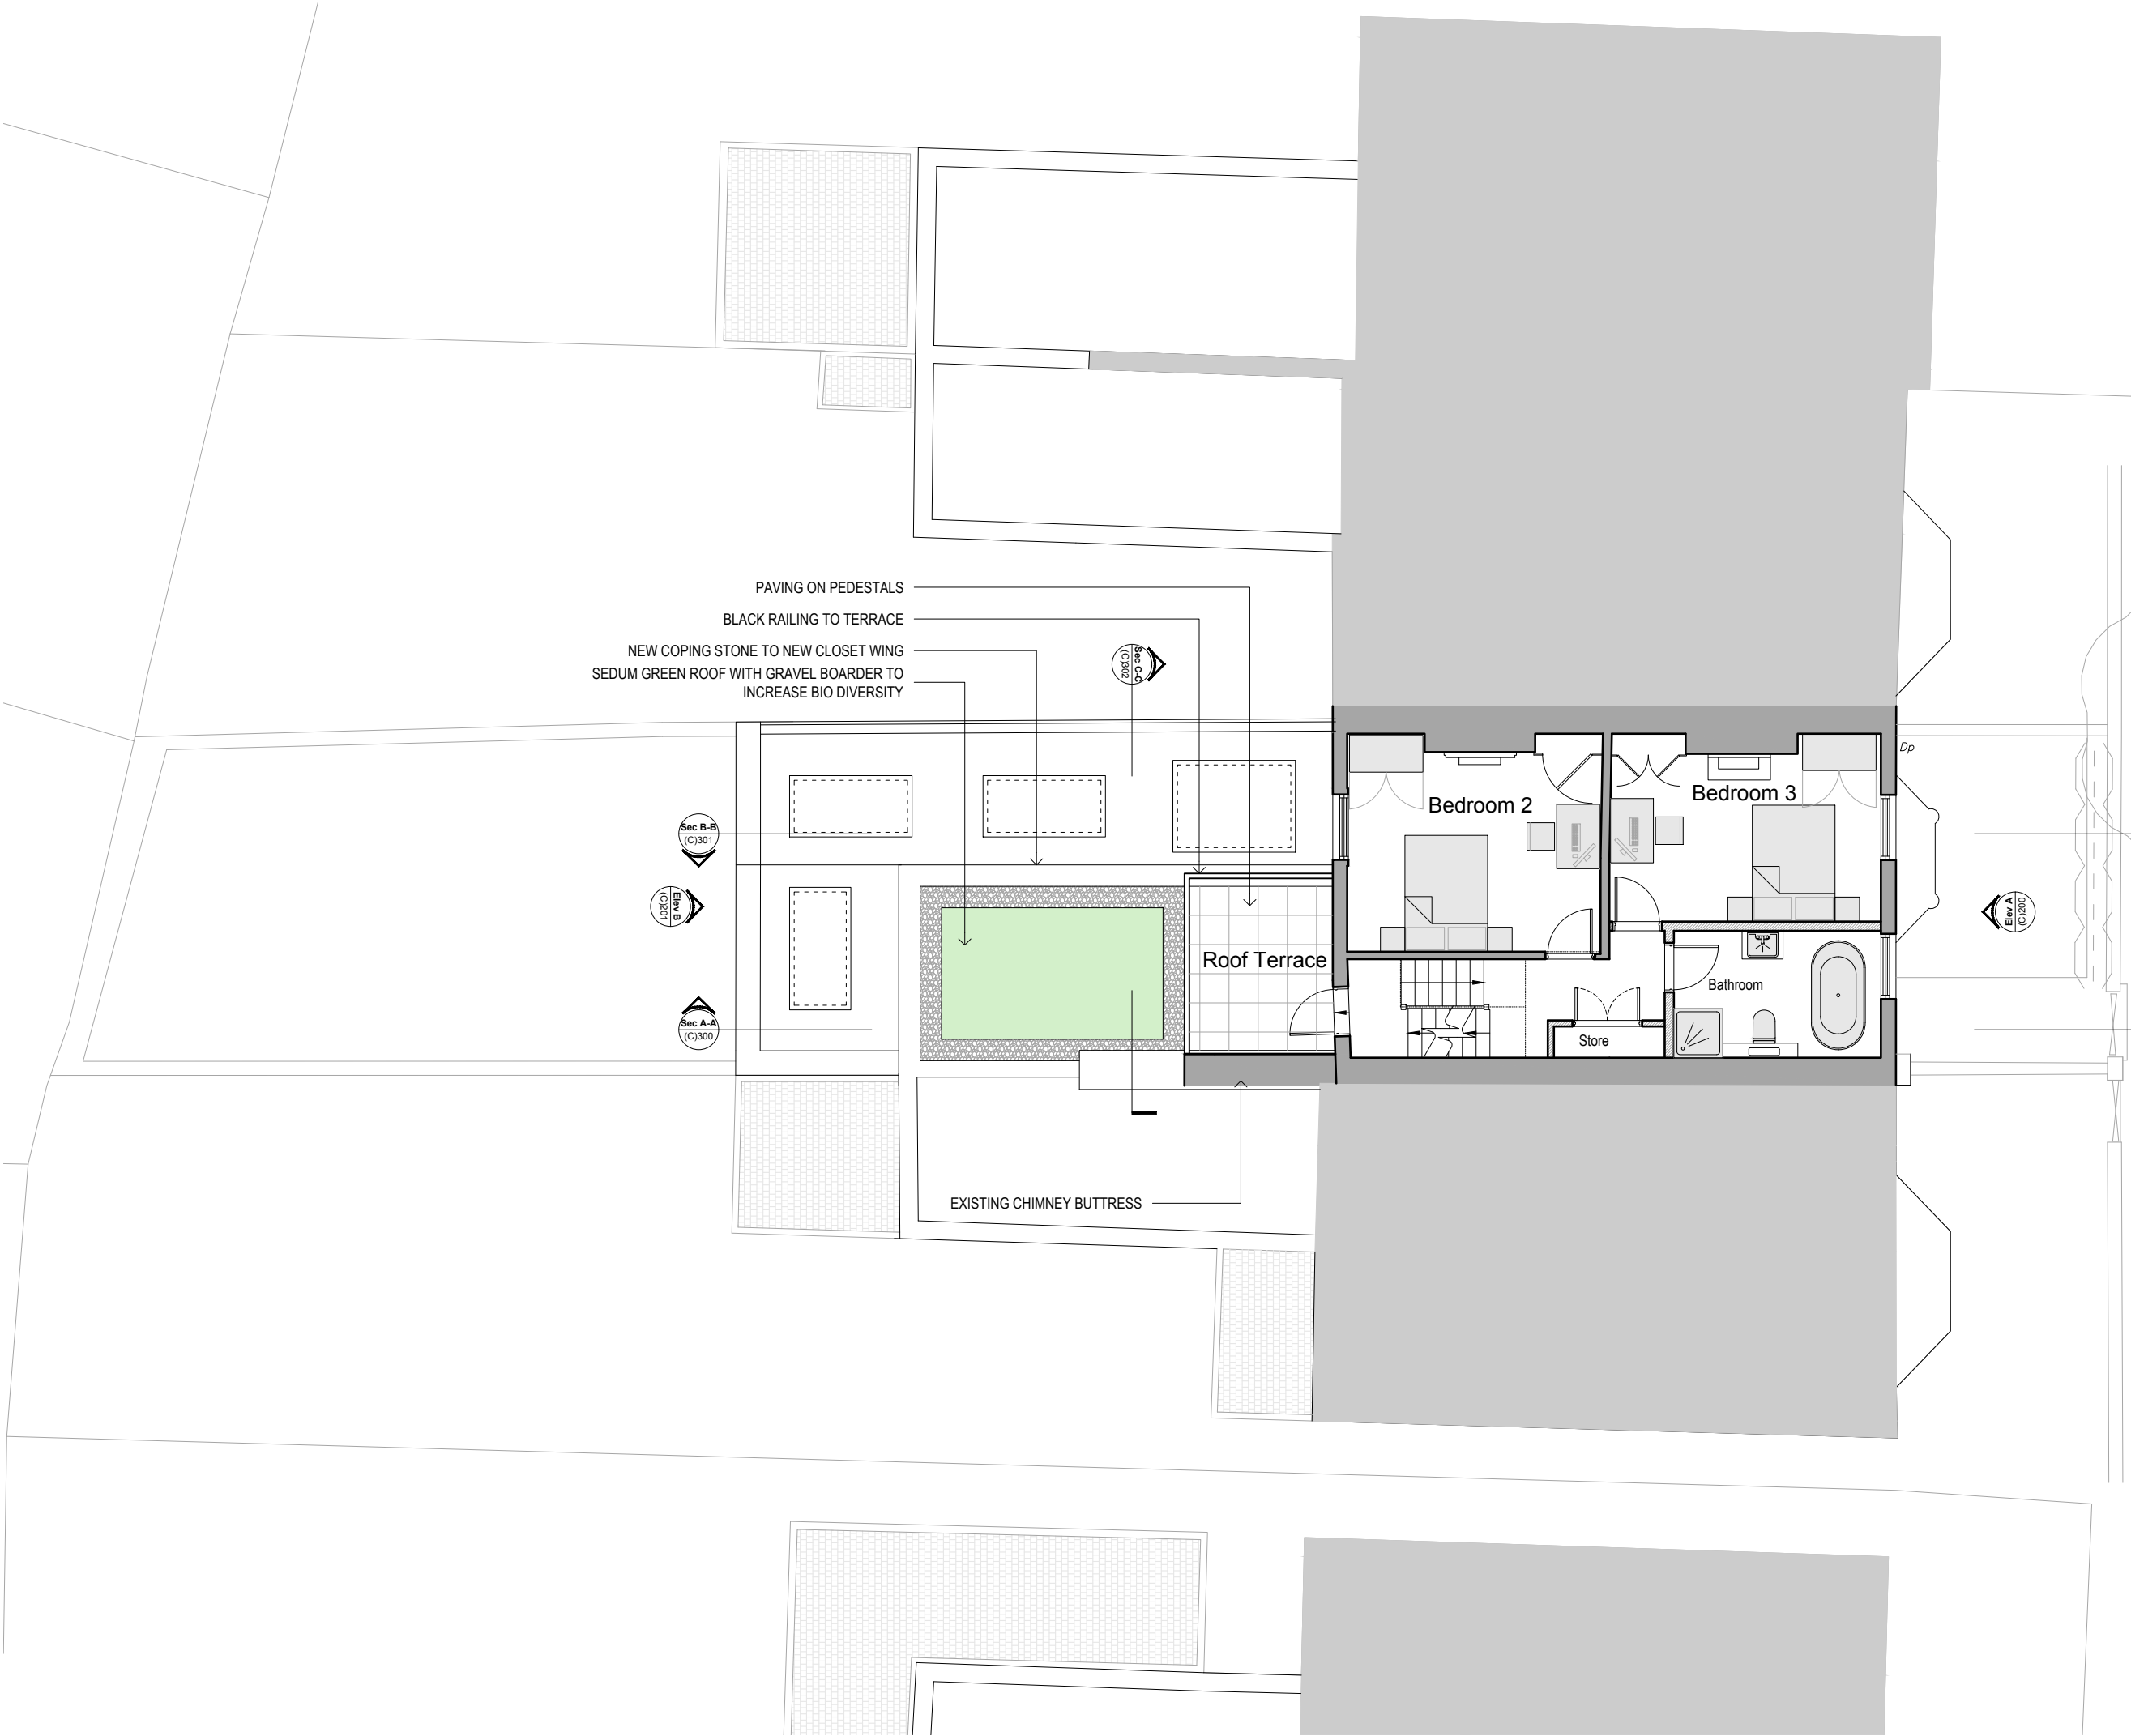 PAVING ON PEDESTALS
BLACK RAILING TO TERRACE
NEW COPING STONE TO NEW CLOSET WING
SEDUM GREEN ROOF WITH GRAVEL BOARDER TO
INCREASE BIO DIVERSITY
Sec C-C
(C)302
Dp
Bedroom 2
Bedroom 3
Sec B-B
(C)301
Elev B
(C)201
Elev A
(C)200
Roof Terrace
Bathroom
Sec A-A
(C)300
Store
EXISTING CHIMNEY BUTTRESS